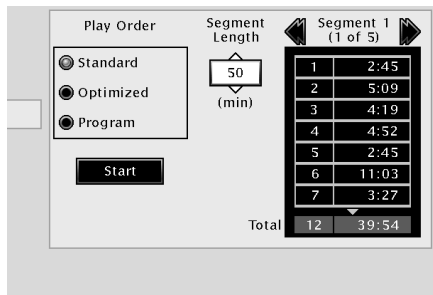 Play Order
Standard
Optimized
Program
Start
Segment
Length
50
(min)
Segment 1
(1 of 5)
1 2:45
2 5:09
3 4:19
4 4:52
5 2:45
6 11:03
7 3:27
Total 12 39:54